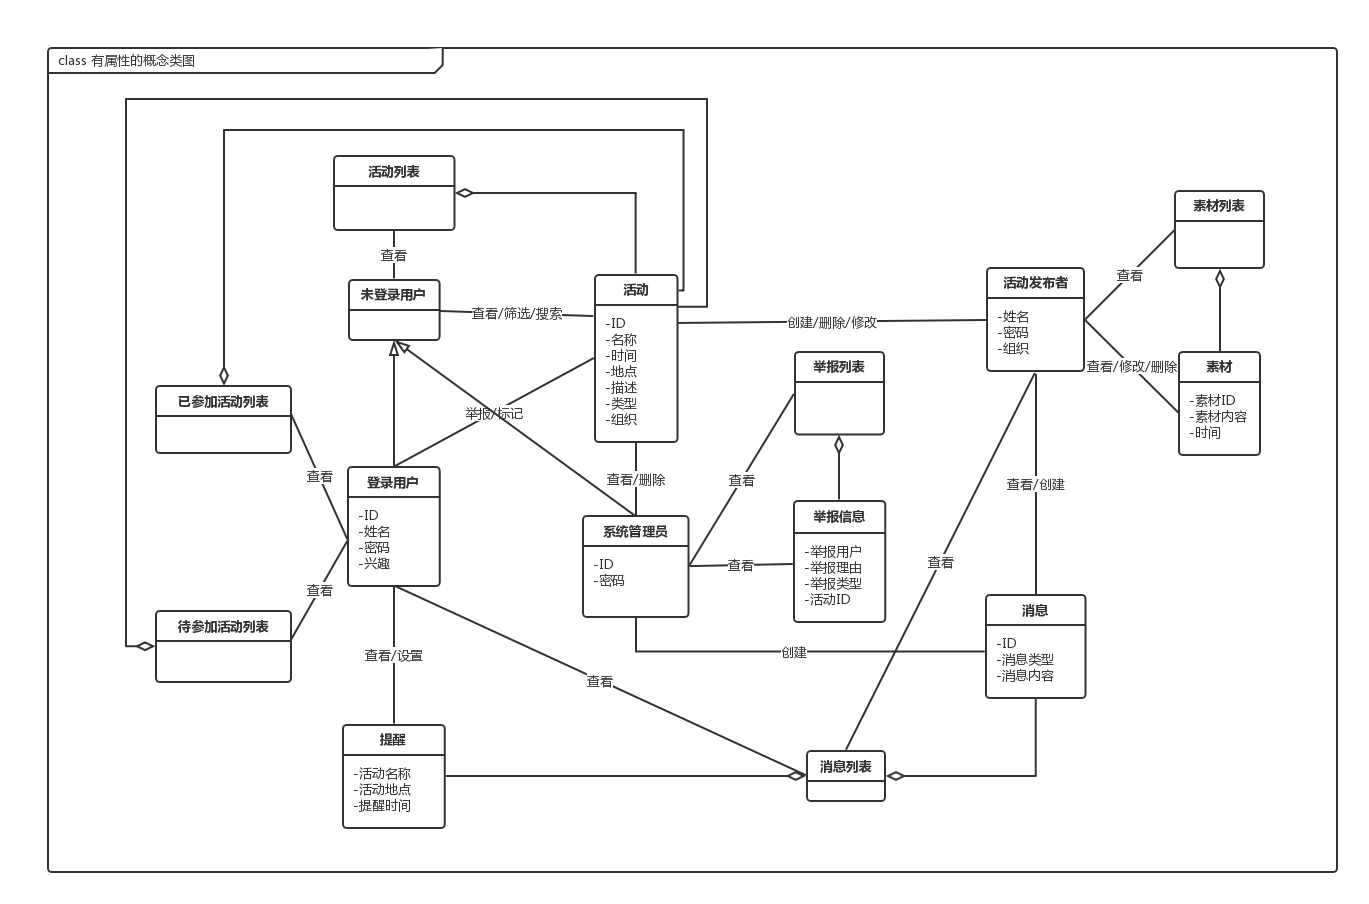 class 有属性的概念类图
活动列表
查看
未登录用户
查看/筛选/搜索
活动
-ID
-名称
-时间
-地点
-描述
-类型
-组织
创建/删除/修改
活动发布者
-姓名
-密码
-组织
查看
素材列表
查看/修改/删除
素材
-素材ID
-素材内容
-时间
举报列表
已参加活动列表
查看
举报/标记
登录用户
-ID
-姓名
-密码
-兴趣
查看
待参加活动列表
查看/删除
系统管理员
-ID
-密码
查看
查看
举报信息
-举报用户
-举报理由
-举报类型
-活动ID
查看/创建
查看
消息
-ID
-消息类型
-消息内容
创建
查看/设置
查看
提醒
-活动名称
-活动地点
-提醒时间
消息列表